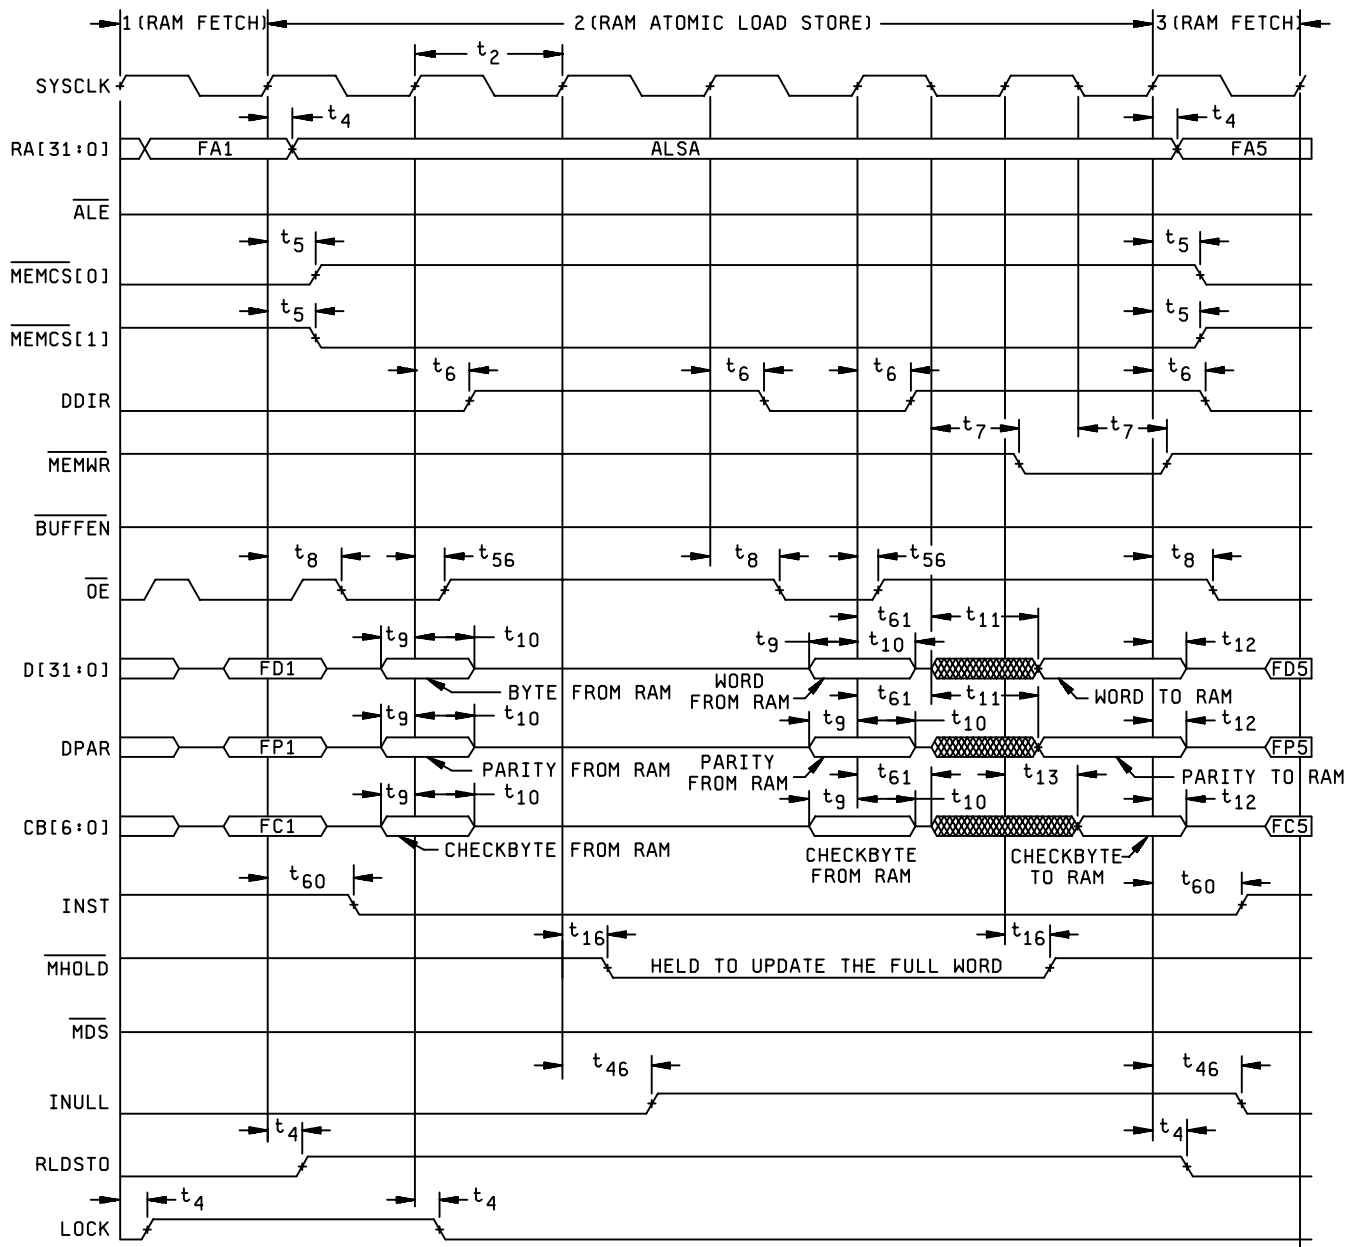 1(RAM FETCH) 2(RAM ATOMIC LOAD STORE) 3(RAM FETCH)
t2
SYSCLK
t4 t4
RA[31:0] FA1 ALSA FA5
ALE
t5 t5
MEMCS[0]
t5 t5
MEMCS[1]
t6 t6 t6 t6
DDIR
t7 t7
MEMWR
BUFFEN
t8 t56 t8 t56 t8
OE
t61 t11
t9 t10 t9 t10 t12
D[31:0] FD1 FD5
BYTE FROM RAM WORD FROM RAM WORD TO RAM
t61 t11
t9 t10 t9 t10 t12
DPAR FP1 FP5
PARITY FROM RAM PARITY FROM RAM PARITY TO RAM
t61 t13
t9 t10 t9 t10 t12
CB[6:0] FC1 FC5
CHECKBYTE FROM RAM CHECKBYTE FROM RAM CHECKBYTE TO RAM
t60 t60
INST
t16 t16
MHOLD HELD TO UPDATE THE FULL WORD
MDS
t46 t46
INULL
t4 t4
RLDSTO
t4 t4
LOCK